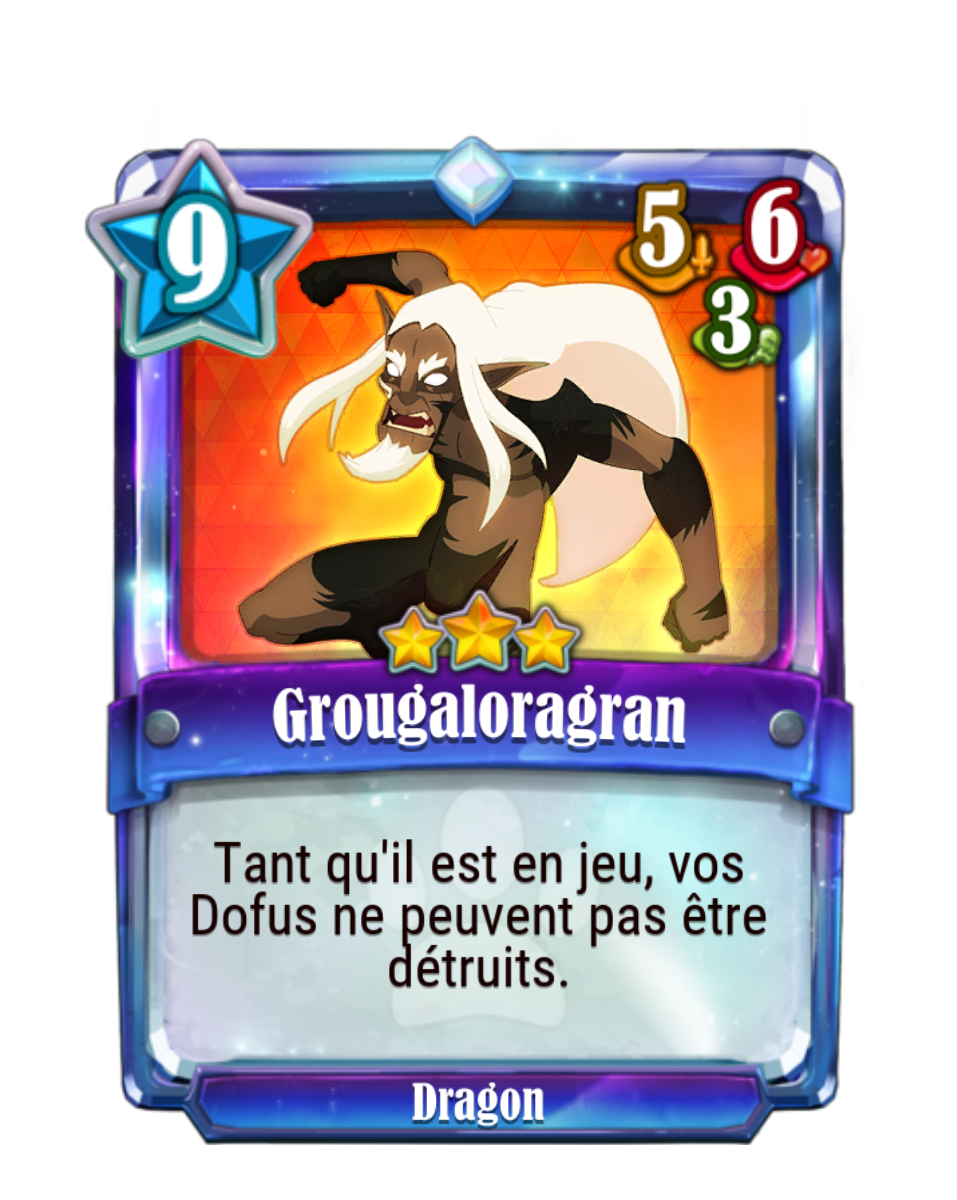 9
5
6
3
Grougaloragran
Tant qu'il est en jeu, vos
Dofus ne peuvent pas être
détruits.
Dragon